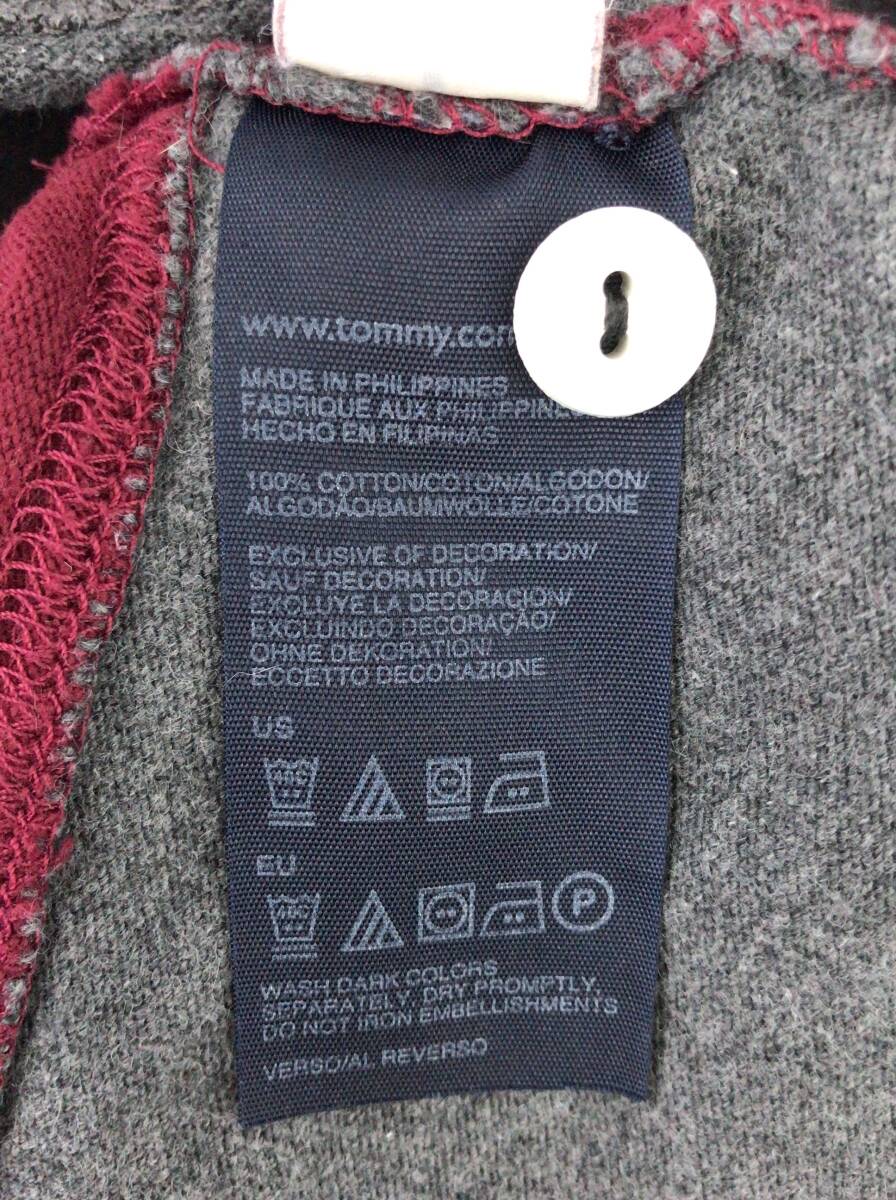 www.tommy.com
MADE IN PHILIPPINES
FABRIQUE AUX PHILIPPINES
HECHO EN FILIPINAS
100% COTTON/COTON/ALGODON/
ALGODÃO/BAUMWOLLE/COTONE
EXCLUSIVE OF DECORATION/
SAUF DECORATION/
EXCLUYE LA DECORACION/
EXCLUINDO DECORAÇÃO/
OHNE DEKORATION/
ECCETTO DECORAZIONE
US
EU
P
WASH DARK COLORS
SEPARATELY. DRY PROMPTLY.
DO NOT IRON EMBELLISHMENTS
VERSO/AL REVERSO